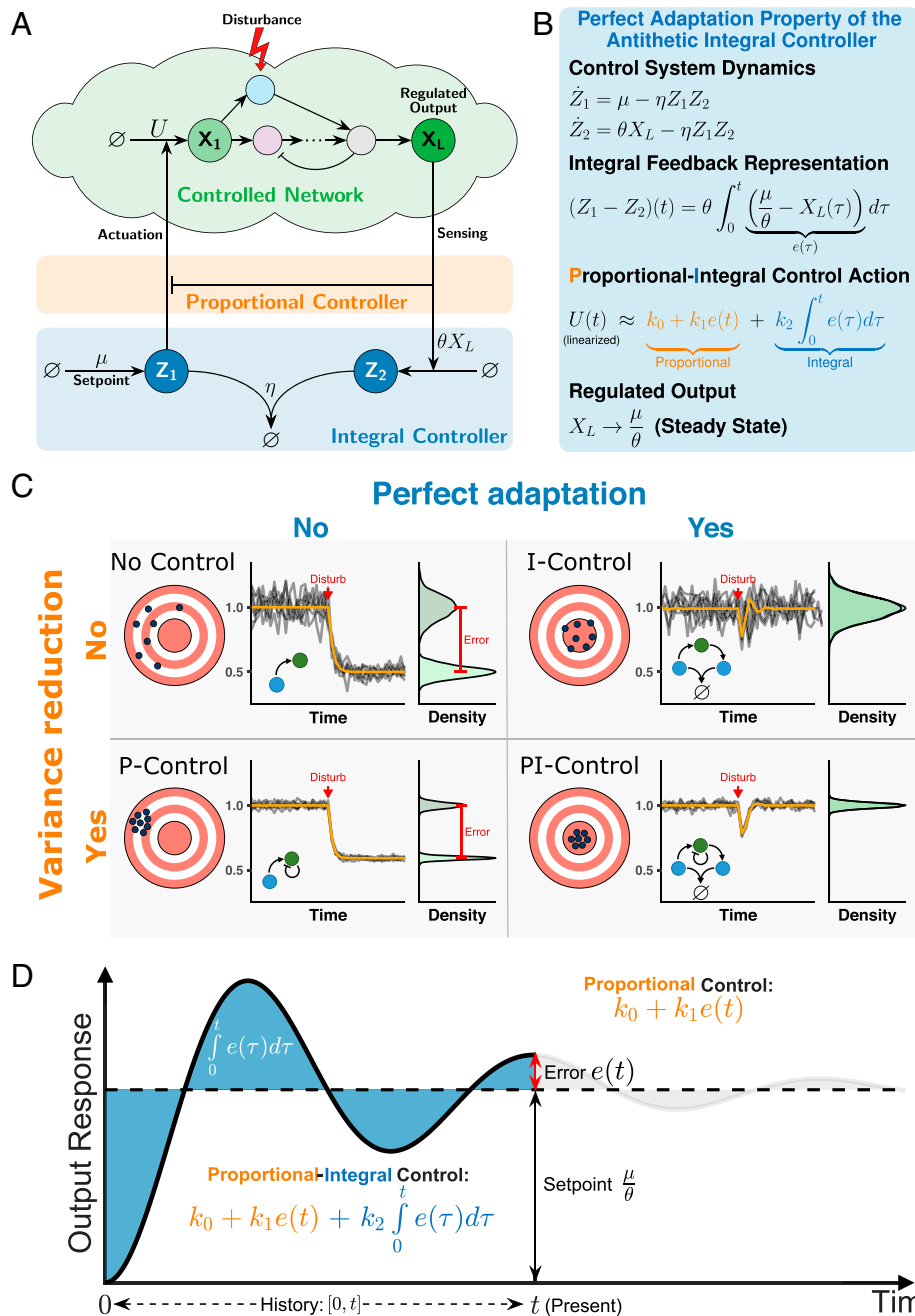 A
Disturbance
Regulated
Output
∅
U
X₁
X_L
Controlled Network
Actuation
Sensing
Proportional Controller
θX_L
∅
μ
Setpoint
Z₁
Z₂
∅
η
∅
Integral Controller
B
Perfect Adaptation Property of the
Antithetic Integral Controller
Control System Dynamics
Ż₁ = μ − ηZ₁Z₂
Ż₂ = θX_L − ηZ₁Z₂
Integral Feedback Representation
(Z₁ − Z₂)(t) = θ ∫₀ᵗ (μ/θ − X_L(τ)) dτ
e(τ)
Proportional-Integral Control Action
U(t) ≈ k₀ + k₁e(t) + k₂ ∫₀ᵗ e(τ)dτ
(linearized)
Proportional
Integral
Regulated Output
X_L → μ/θ (Steady State)
C
Perfect adaptation
No
Yes
Variance reduction
No
Yes
No Control
Disturb
1.0
0.5
Error
Time
Density
I-Control
Disturb
1.0
0.5
∅
Time
Density
P-Control
Disturb
1.0
0.5
Error
Time
Density
PI-Control
Disturb
1.0
0.5
∅
Time
Density
D
Output Response
∫₀ᵗ e(τ)dτ
Proportional Control:
k₀ + k₁e(t)
Error e(t)
Proportional-Integral Control:
k₀ + k₁e(t) + k₂ ∫₀ᵗ e(τ)dτ
Setpoint μ/θ
0
History: [0, t]
t (Present)
Tim